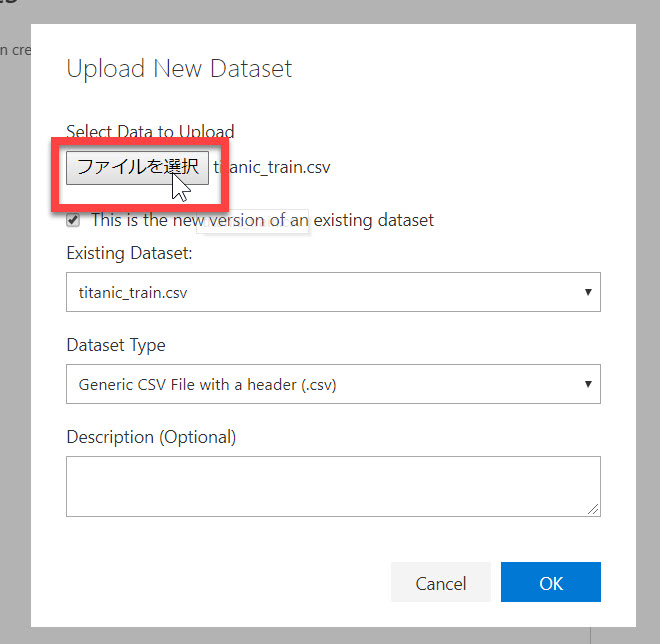 n cre
Upload New Dataset
Select Data to Upload
ファイルを選択 titanic_train.csv
This is the new version of an existing dataset
Existing Dataset:
titanic_train.csv
Dataset Type
Generic CSV File with a header (.csv)
Description (Optional)
Cancel OK